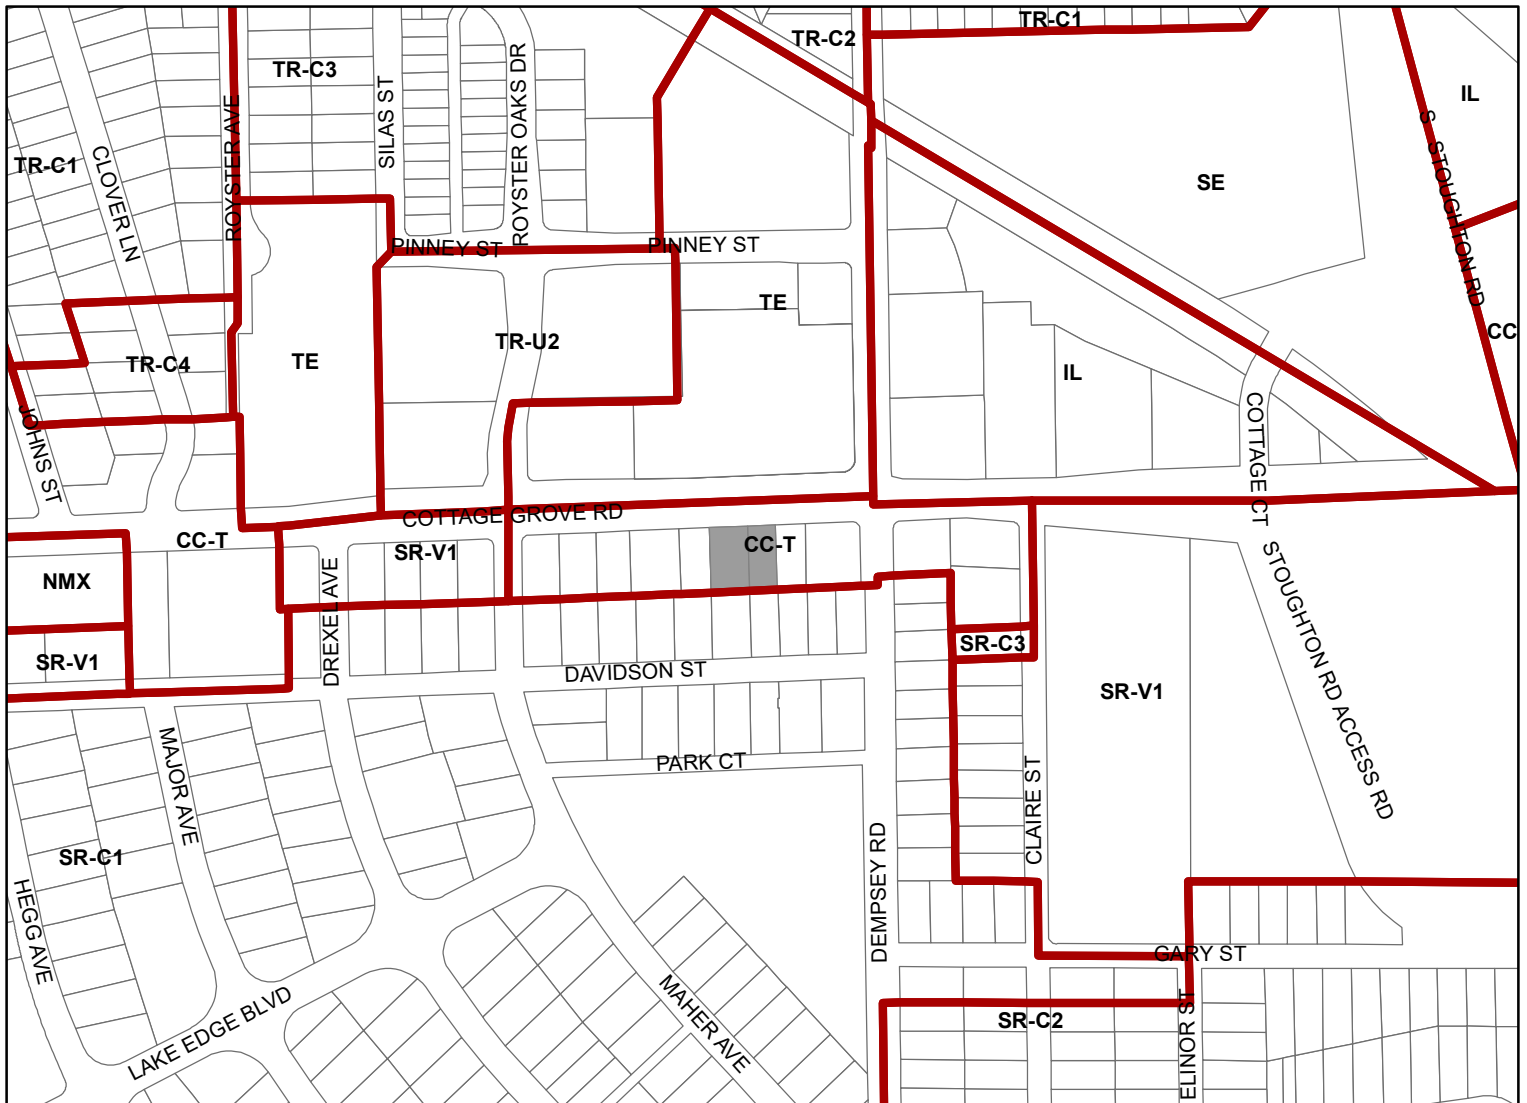 TR-C1
TR-C2
TR-C3
IL
ROYSTER OAKS DR
SILAS ST
ROYSTER AVE
S STOUGHTON RD
TR-C1
CLOVER LN
SE
PINNEY ST
PINNEY ST
TE
CC
TR-U2
TE
TR-C4
IL
JOHNS ST
COTTAGE CT
COTTAGE GROVE RD
CC-T
CC-T
SR-V1
NMX
DREXEL AVE
STOUGHTON RD ACCESS RD
SR-C3
SR-V1
DAVIDSON ST
SR-V1
PARK CT
MAJOR AVE
CLAIRE ST
SR-C1
DEMPSEY RD
HEGG AVE
GARY ST
MAHER AVE
LAKE EDGE BLVD
SR-C2
ELINOR ST